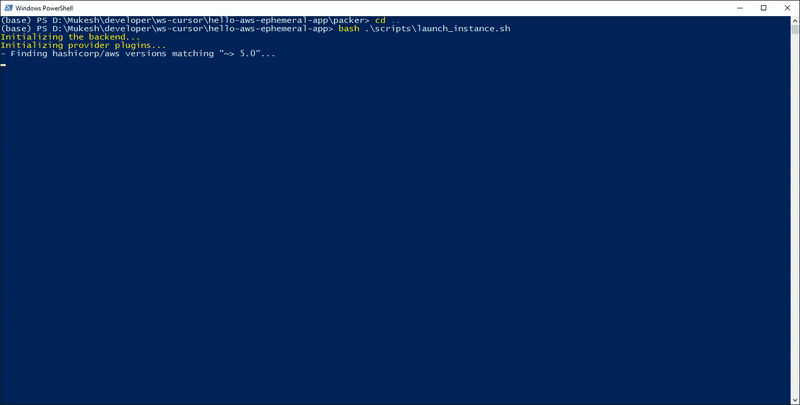 Windows PowerShell
(base) PS D:\Mukesh\developer\ws-cursor\hello-aws-ephemeral-app\packer> cd ..
(base) PS D:\Mukesh\developer\ws-cursor\hello-aws-ephemeral-app> bash .\scripts\launch_instance.sh
Initializing the backend...
Initializing provider plugins...
- Finding hashicorp/aws versions matching "~> 5.0"...